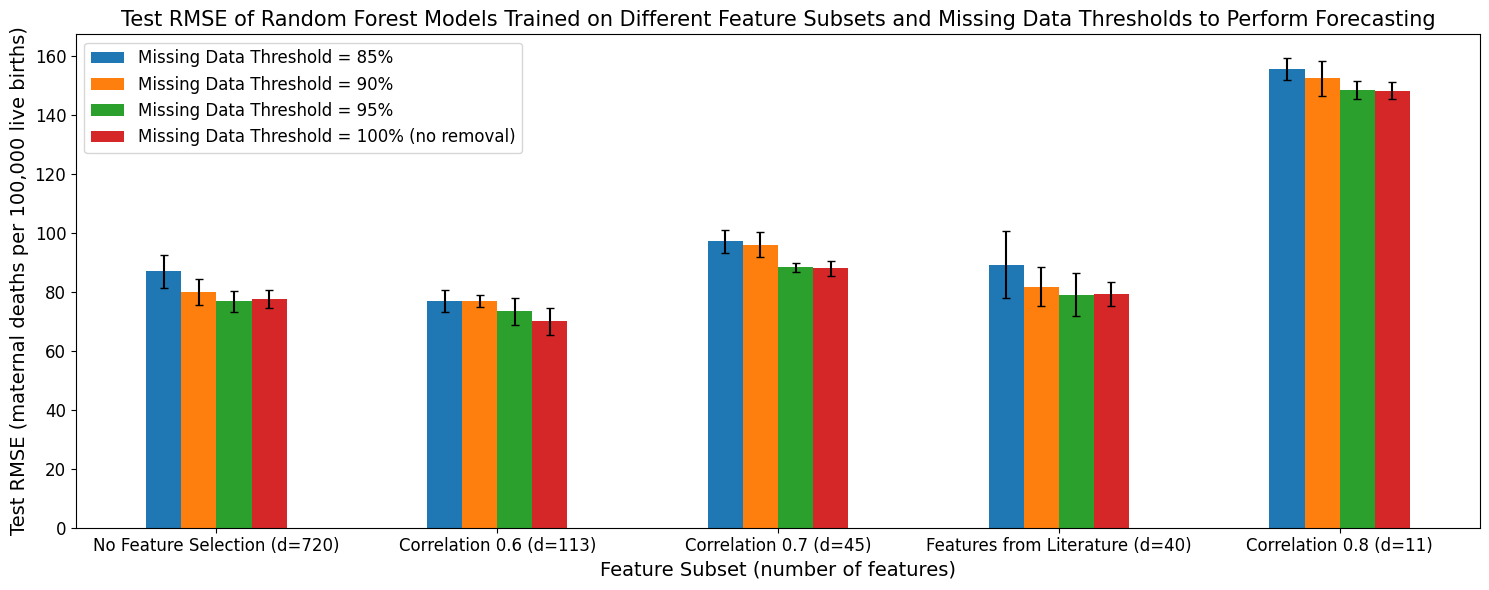 Test RMSE of Random Forest Models Trained on Different Feature Subsets and Missing Data Thresholds to Perform Forecasting
Test RMSE (maternal deaths per 100,000 live births)
160
140
120
100
80
60
40
20
0
Missing Data Threshold = 85%
Missing Data Threshold = 90%
Missing Data Threshold = 95%
Missing Data Threshold = 100% (no removal)
No Feature Selection (d=720)
Correlation 0.6 (d=113)
Correlation 0.7 (d=45)
Features from Literature (d=40)
Correlation 0.8 (d=11)
Feature Subset (number of features)